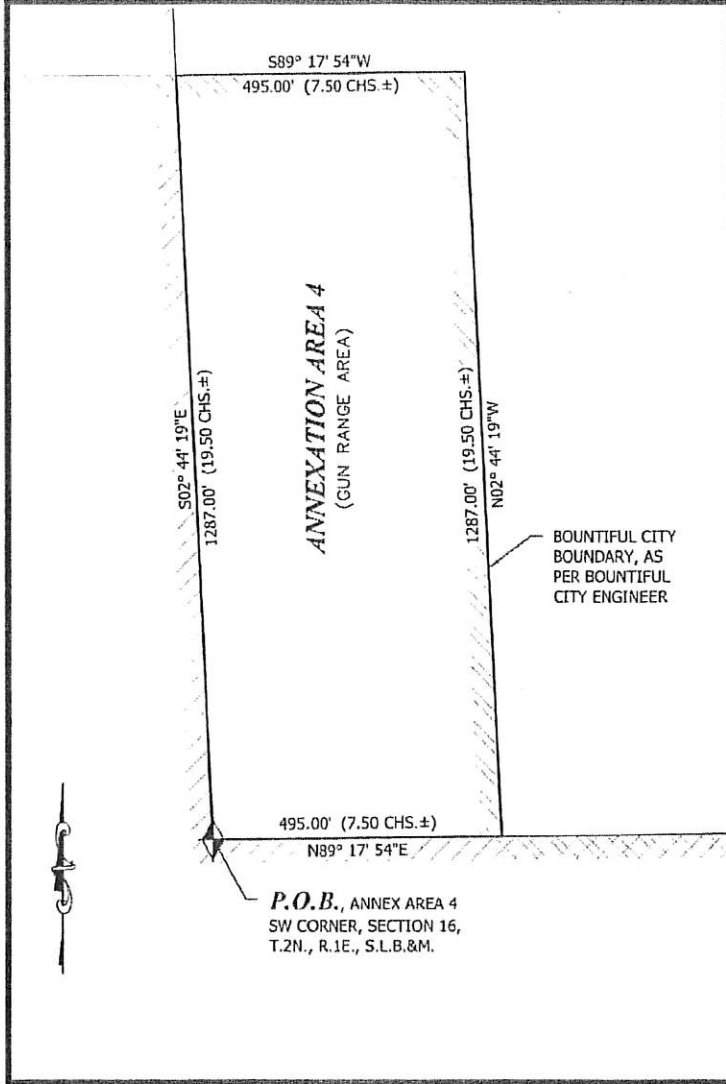 S89° 17' 54"W
495.00' (7.50 CHS.±)
ANNEXATION AREA 4
(GUN RANGE AREA)
S02° 44' 19"E
1287.00' (19.50 CHS.±)
1287.00' (19.50 CHS.±)
N02° 44' 19"W
BOUNTIFUL CITY
BOUNDARY, AS
PER BOUNTIFUL
CITY ENGINEER
495.00' (7.50 CHS.±)
N89° 17' 54"E
P.O.B., ANNEX AREA 4
SW CORNER, SECTION 16,
T.2N., R.1E., S.L.B.&M.